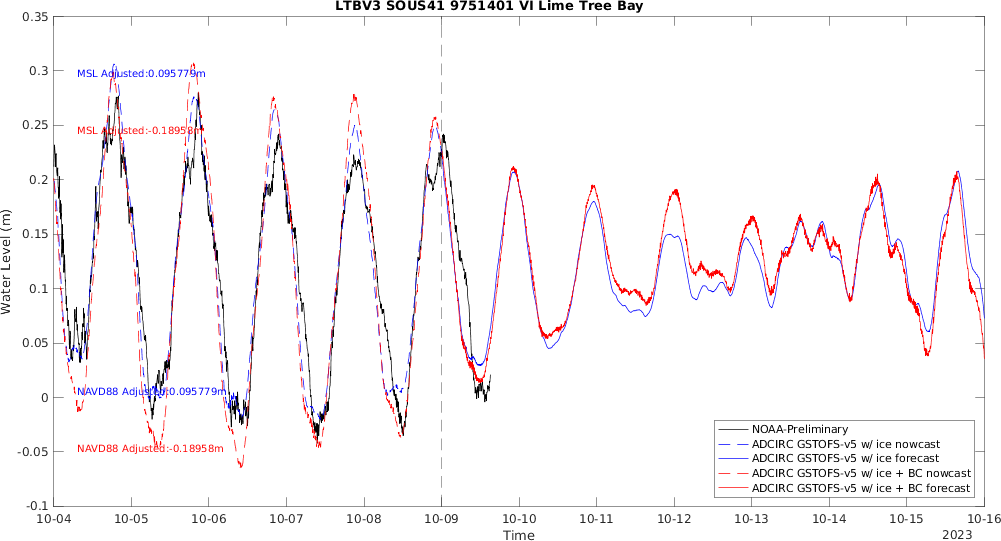 LTBV3 SOUS41 9751401 VI Lime Tree Bay
0.35
0.3
0.25
0.2
0.15
0.1
0.05
0
-0.05
-0.1
Water Level (m)
MSL Adjusted:0.095779m
MSL Adjusted:-0.18958m
NAVD88 Adjusted:0.095779m
NAVD88 Adjusted:-0.18958m
NOAA-Preliminary
ADCIRC GSTOFS-v5 w/ ice nowcast
ADCIRC GSTOFS-v5 w/ ice forecast
ADCIRC GSTOFS-v5 w/ ice + BC nowcast
ADCIRC GSTOFS-v5 w/ ice + BC forecast
10-04 10-05 10-06 10-07 10-08 10-09 10-10 10-11 10-12 10-13 10-14 10-15 10-16
Time
2023